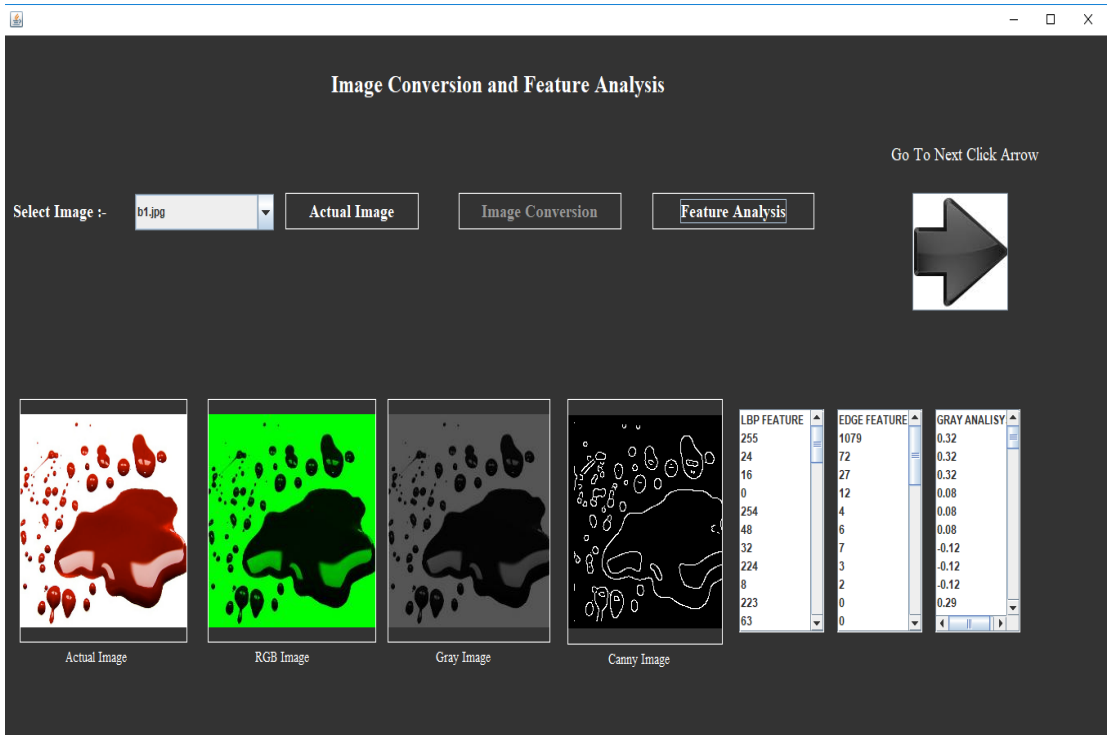 Image Conversion and Feature Analysis
Go To Next Click Arrow
Select Image :-
b1.jpg
Actual Image
Image Conversion
Feature Analysis
Actual Image
RGB Image
Gray Image
Canny Image
LBP FEATURE
255
24
16
0
254
48
32
224
8
223
63
EDGE FEATURE
1079
72
27
12
4
6
7
3
2
0
0
GRAY ANALISY
0.32
0.32
0.32
0.08
0.08
0.08
-0.12
-0.12
-0.12
0.29